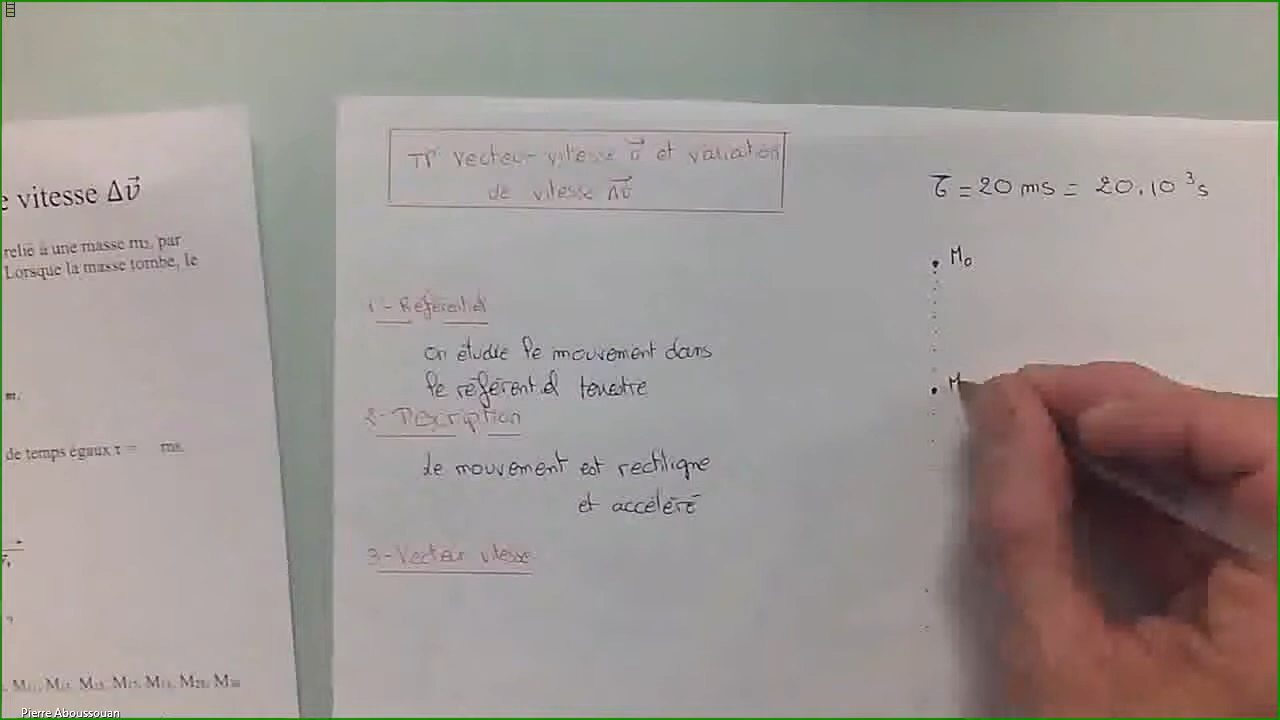 e vitesse Δv⃗
relié à une masse m₂, par
Lorsque la masse tombe, le
m.
de temps égaux τ = ms.
TP Vecteur-vitesse v⃗ et variation
de vitesse Δv⃗
τ = 20 ms = 20.10⁻³ s
M₀
1 - Référentiel
on étudie le mouvement dans
le référentiel terrestre
M
2 - Description
Le mouvement est rectiligne
et accéléré
3 - Vecteur vitesse
Pierre Aboussouan